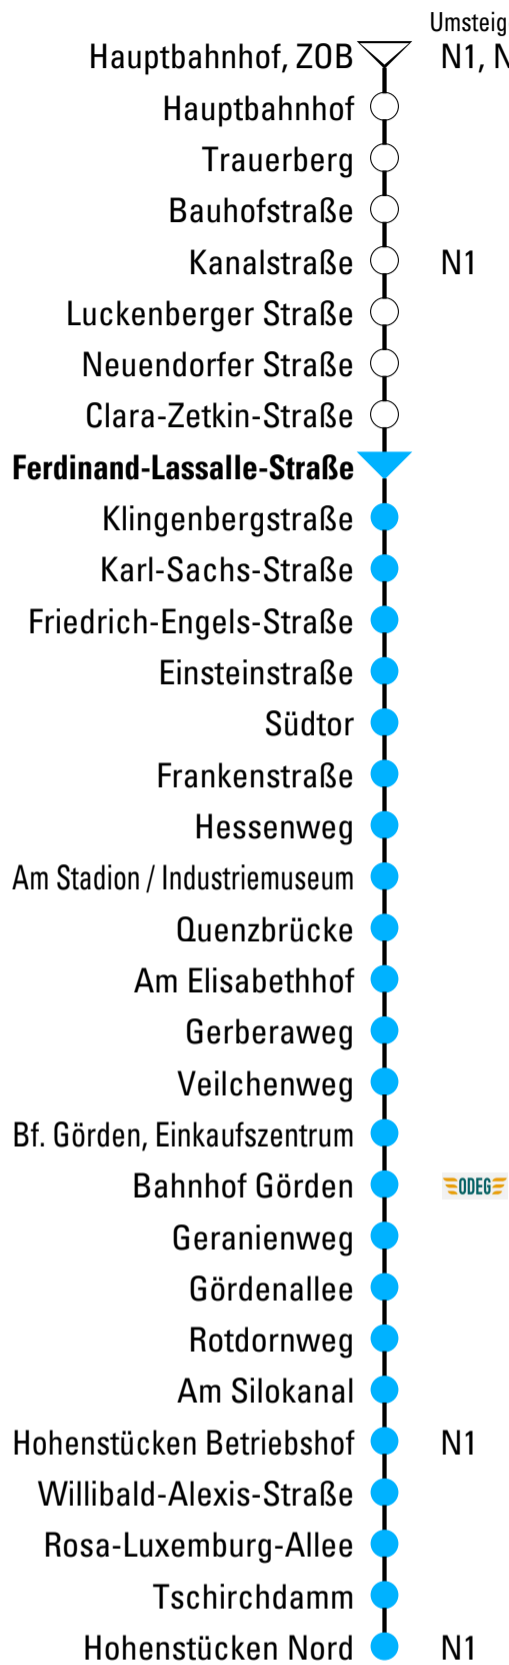 Umsteig
Hauptbahnhof, ZOB N1, N
Hauptbahnhof
Trauerberg
Bauhofstraße
Kanalstraße N1
Luckenberger Straße
Neuendorfer Straße
Clara-Zetkin-Straße
Ferdinand-Lassalle-Straße
Klingenbergstraße
Karl-Sachs-Straße
Friedrich-Engels-Straße
Einsteinstraße
Südtor
Frankenstraße
Hessenweg
Am Stadion / Industriemuseum
Quenzbrücke
Am Elisabethhof
Gerberaweg
Veilchenweg
Bf. Görden, Einkaufszentrum
Bahnhof Görden ODEG
Geranienweg
Gördenallee
Rotdornweg
Am Silokanal
Hohenstücken Betriebshof N1
Willibald-Alexis-Straße
Rosa-Luxemburg-Allee
Tschirchdamm
Hohenstücken Nord N1